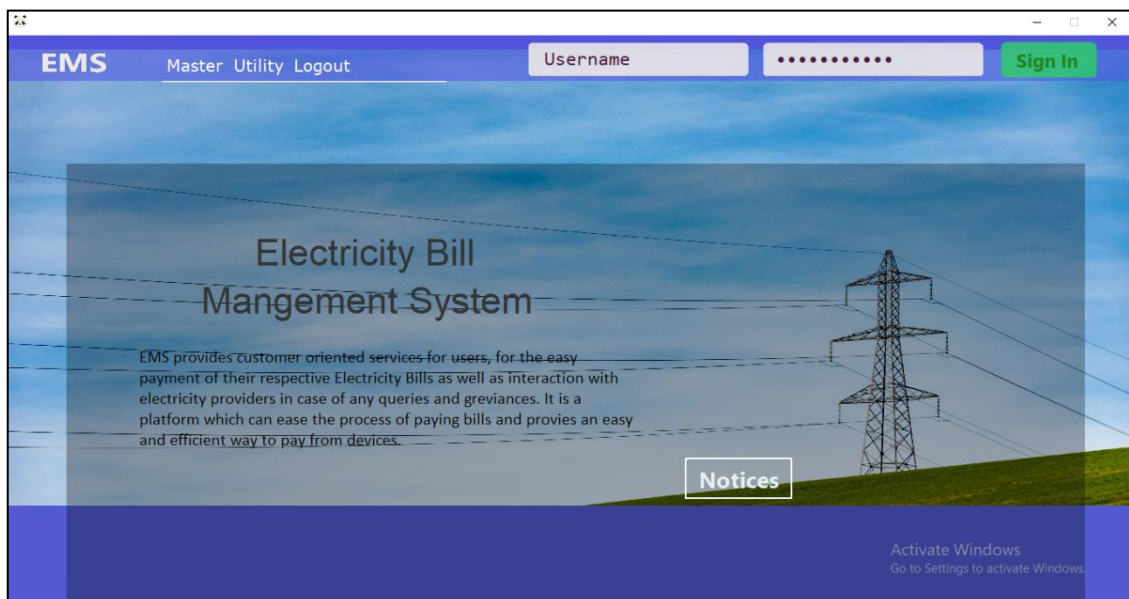 EMS
Master Utility Logout
Username
•••••••••••
Sign In
Electricity Bill
Mangement System
EMS provides customer oriented services for users, for the easy
payment of their respective Electricity Bills as well as interaction with
electricity providers in case of any queries and greviances. It is a
platform which can ease the process of paying bills and provies an easy
and efficient way to pay from devices.
Notices
Activate Windows
Go to Settings to activate Windows.